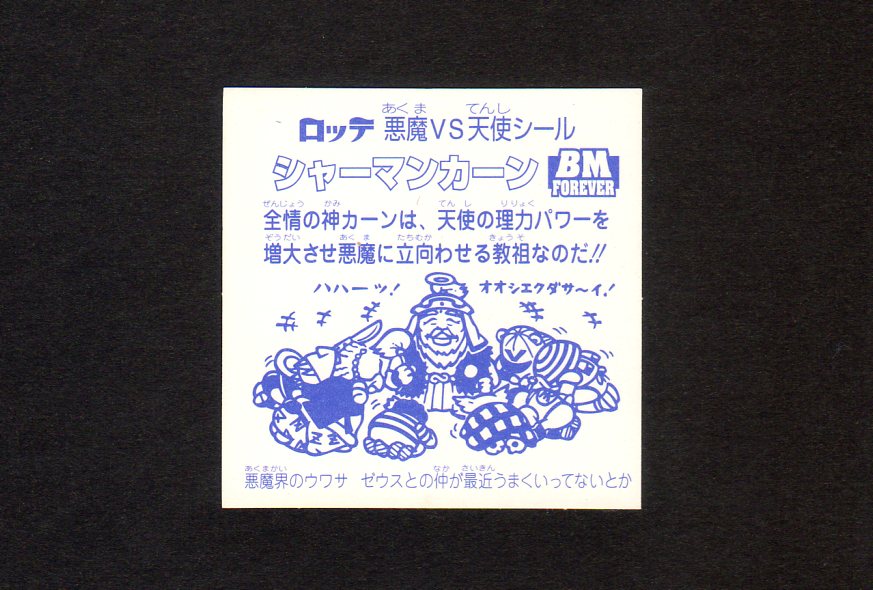 あくま てんし
ロッテ 悪魔VS天使シール
シャーマンカーン BM FOREVER
ぜんじょう かみ てんし りりょく
全情の神カーンは、天使の理力パワーを
ぞうだい あくま たちむか きょうそ
増大させ悪魔に立向わせる教祖なのだ!!
ハハーッ! オオシエクダサ〜イ!
あくまかい なか さいきん
悪魔界のウワサ ゼウスとの仲が最近うまくいってないとか